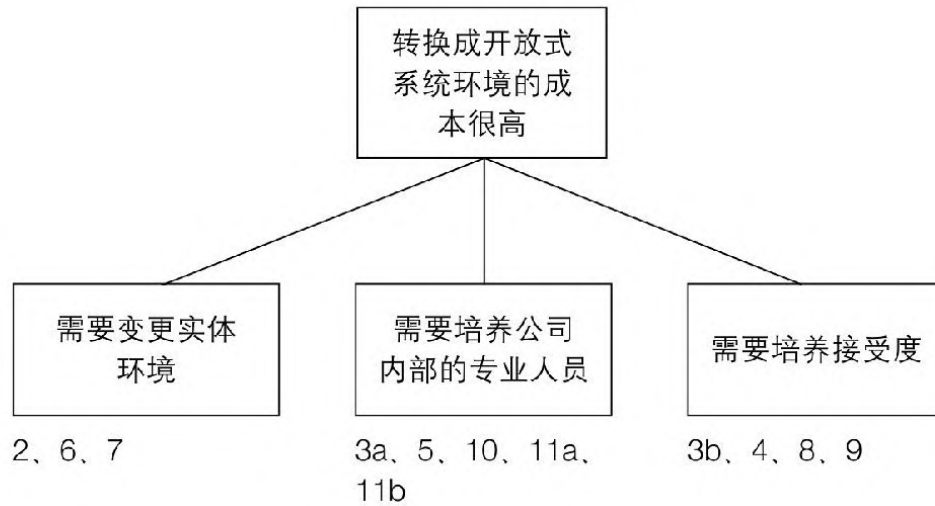 转换成开放式
系统环境的成
本很高
需要变更实体
环境
需要培养公司
内部的专业人员
需要培养接受度
2、6、7
3a、5、10、11a、
11b
3b、4、8、9